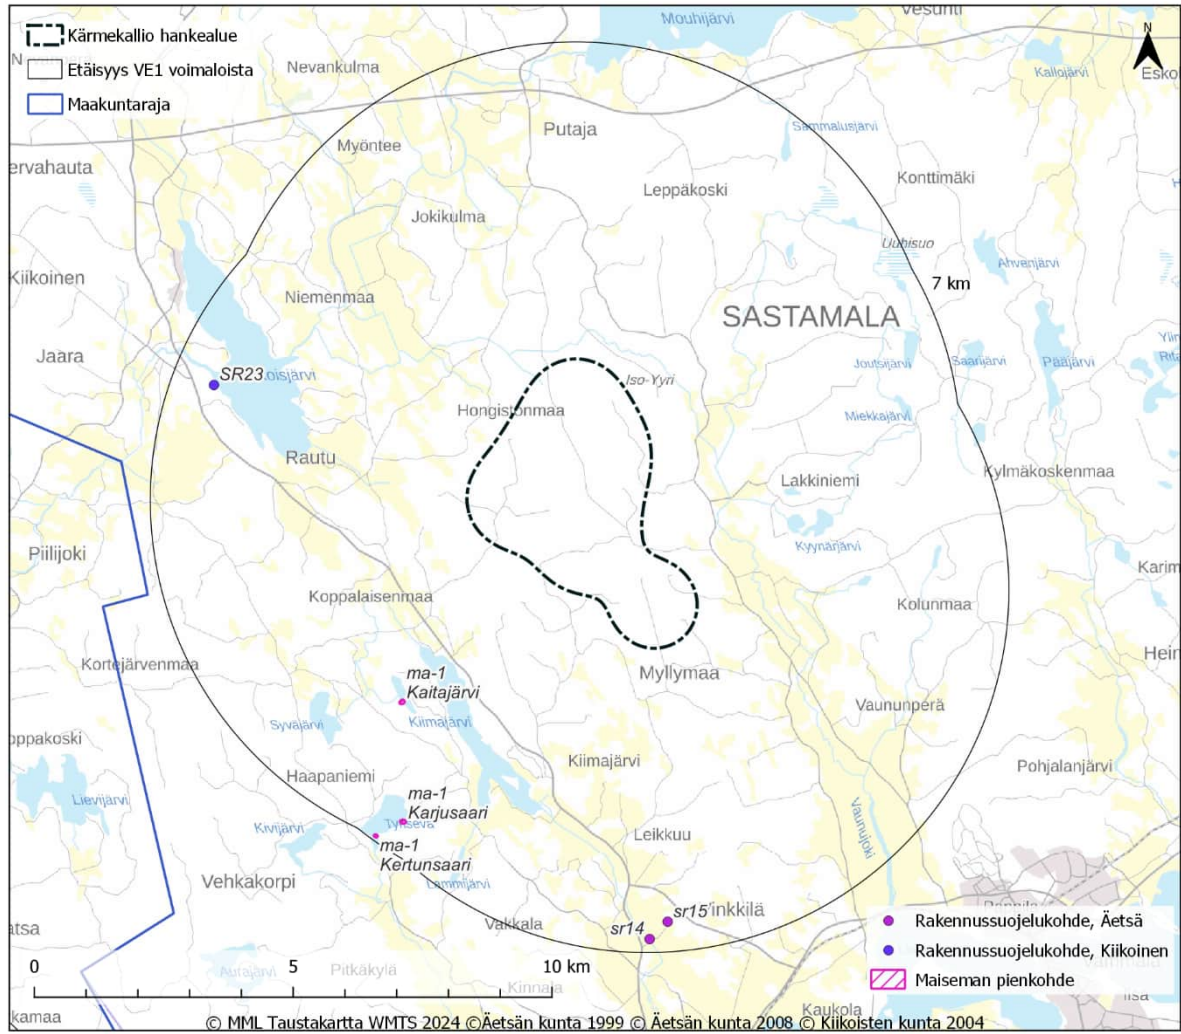 Kärmekallio hankealue
Etäisyys VE1 voimaloista
Maakuntaraja
N
Mouhijärvi
Vesunti
Kallojärvi
Esko
Nevankulma
Putaja
Sammalusjärvi
Myöntee
ervahauta
Leppäkoski
Konttimäki
Jokikulma
Uuhisuo
Ahvenjärvi
Kiikoinen
7 km
Niemenmaa
SASTAMALA
Jaara
Joutsijärvi
Saarijärvi
Pääjärvi
SR23
oisjärvi
Iso-Yyri
Hongistonmaa
Miekkajärvi
Rautu
Lakkiniemi
Kylmäkoskenmaa
Piilijoki
Kyynärjärvi
Karim
Koppalaisenmaa
Kolunmaa
Kortejärvenmaa
Hein
ma-1
Kaitajärvi
Myllymaa
Syväjärvi
Kiimajärvi
Vaununperä
oppakoski
Kiimajärvi
Pohjalanjärvi
Haapaniemi
Lievijärvi
ma-1
Karjusaari
Kivijärvi
Leikkuu
Vaunujoki
ma-1
Kertunsaari
Lammijärvi
Vehkakorpi
sr15
inkkilä
sr14
Vakkala
atsa
Autajärvi
Pitkäkylä
Kinnala
Kaukola
kamaa
Rakennussuojelukohde, Äetsä
Rakennussuojelukohde, Kiikoinen
Maiseman pienkohde
0 5 10 km
© MML Taustakartta WMTS 2024 ©Äetsän kunta 1999 © Äetsän kunta 2008 © Kiikoisten kunta 2004